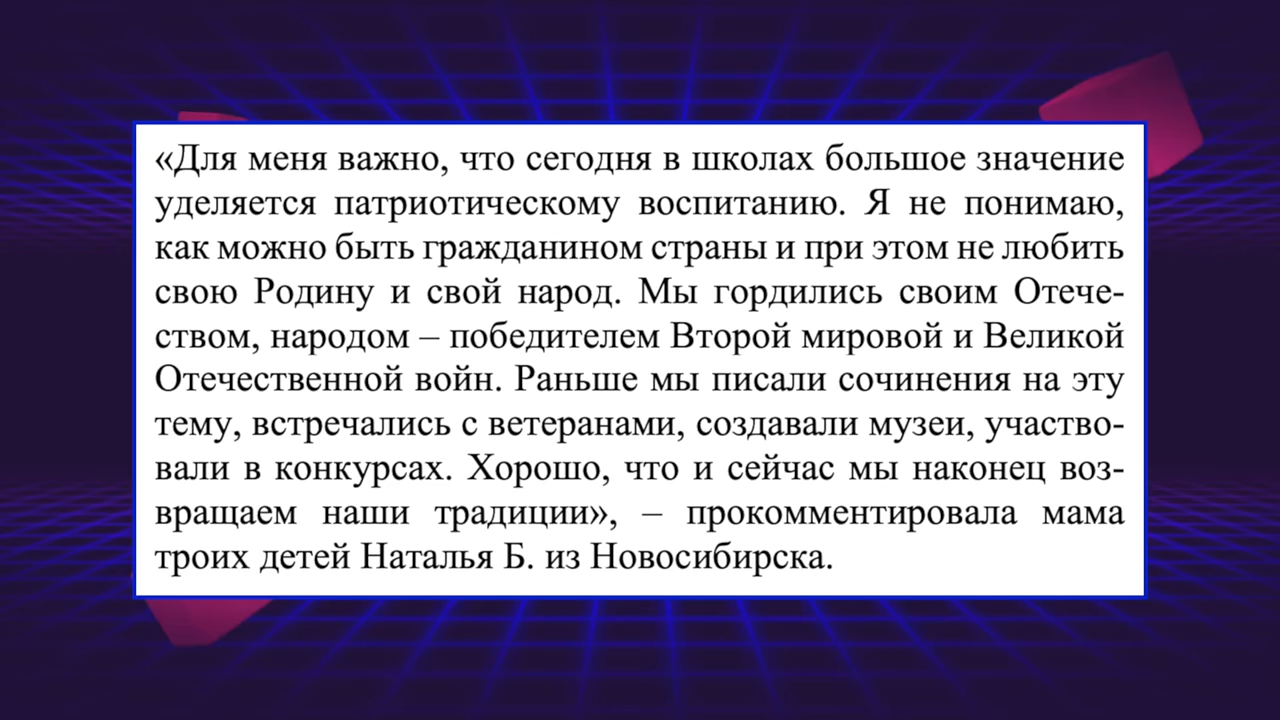 «Для меня важно, что сегодня в школах большое значение
уделяется патриотическому воспитанию. Я не понимаю,
как можно быть гражданином страны и при этом не любить
свою Родину и свой народ. Мы гордились своим Отече-
ством, народом – победителем Второй мировой и Великой
Отечественной войн. Раньше мы писали сочинения на эту
тему, встречались с ветеранами, создавали музеи, участво-
вали в конкурсах. Хорошо, что и сейчас мы наконец воз-
вращаем наши традиции», – прокомментировала мама
троих детей Наталья Б. из Новосибирска.